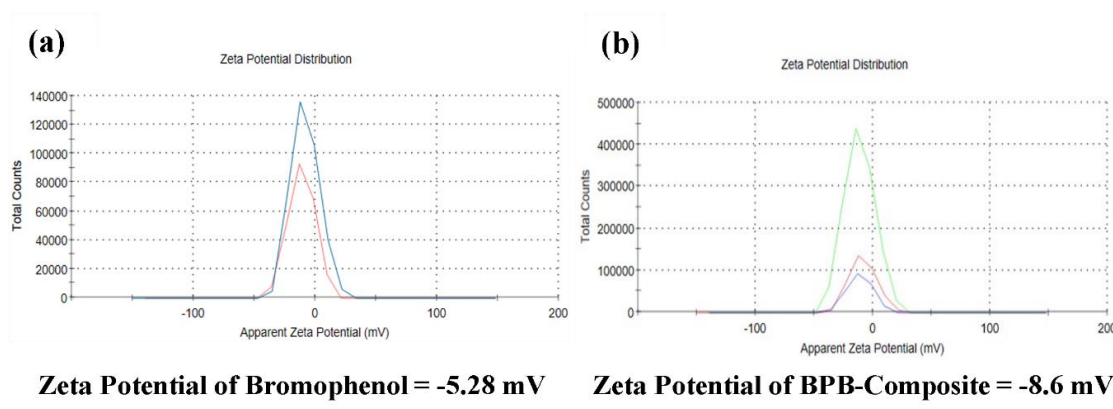 (a)
Zeta Potential Distribution
140000
120000
100000
80000
60000
40000
20000
0
Total Counts
-100 0 100 200
Apparent Zeta Potential (mV)
Zeta Potential of Bromophenol = -5.28 mV
(b)
Zeta Potential Distribution
500000
400000
300000
200000
100000
0
Total Counts
-100 0 100 200
Apparent Zeta Potential (mV)
Zeta Potential of BPB-Composite = -8.6 mV